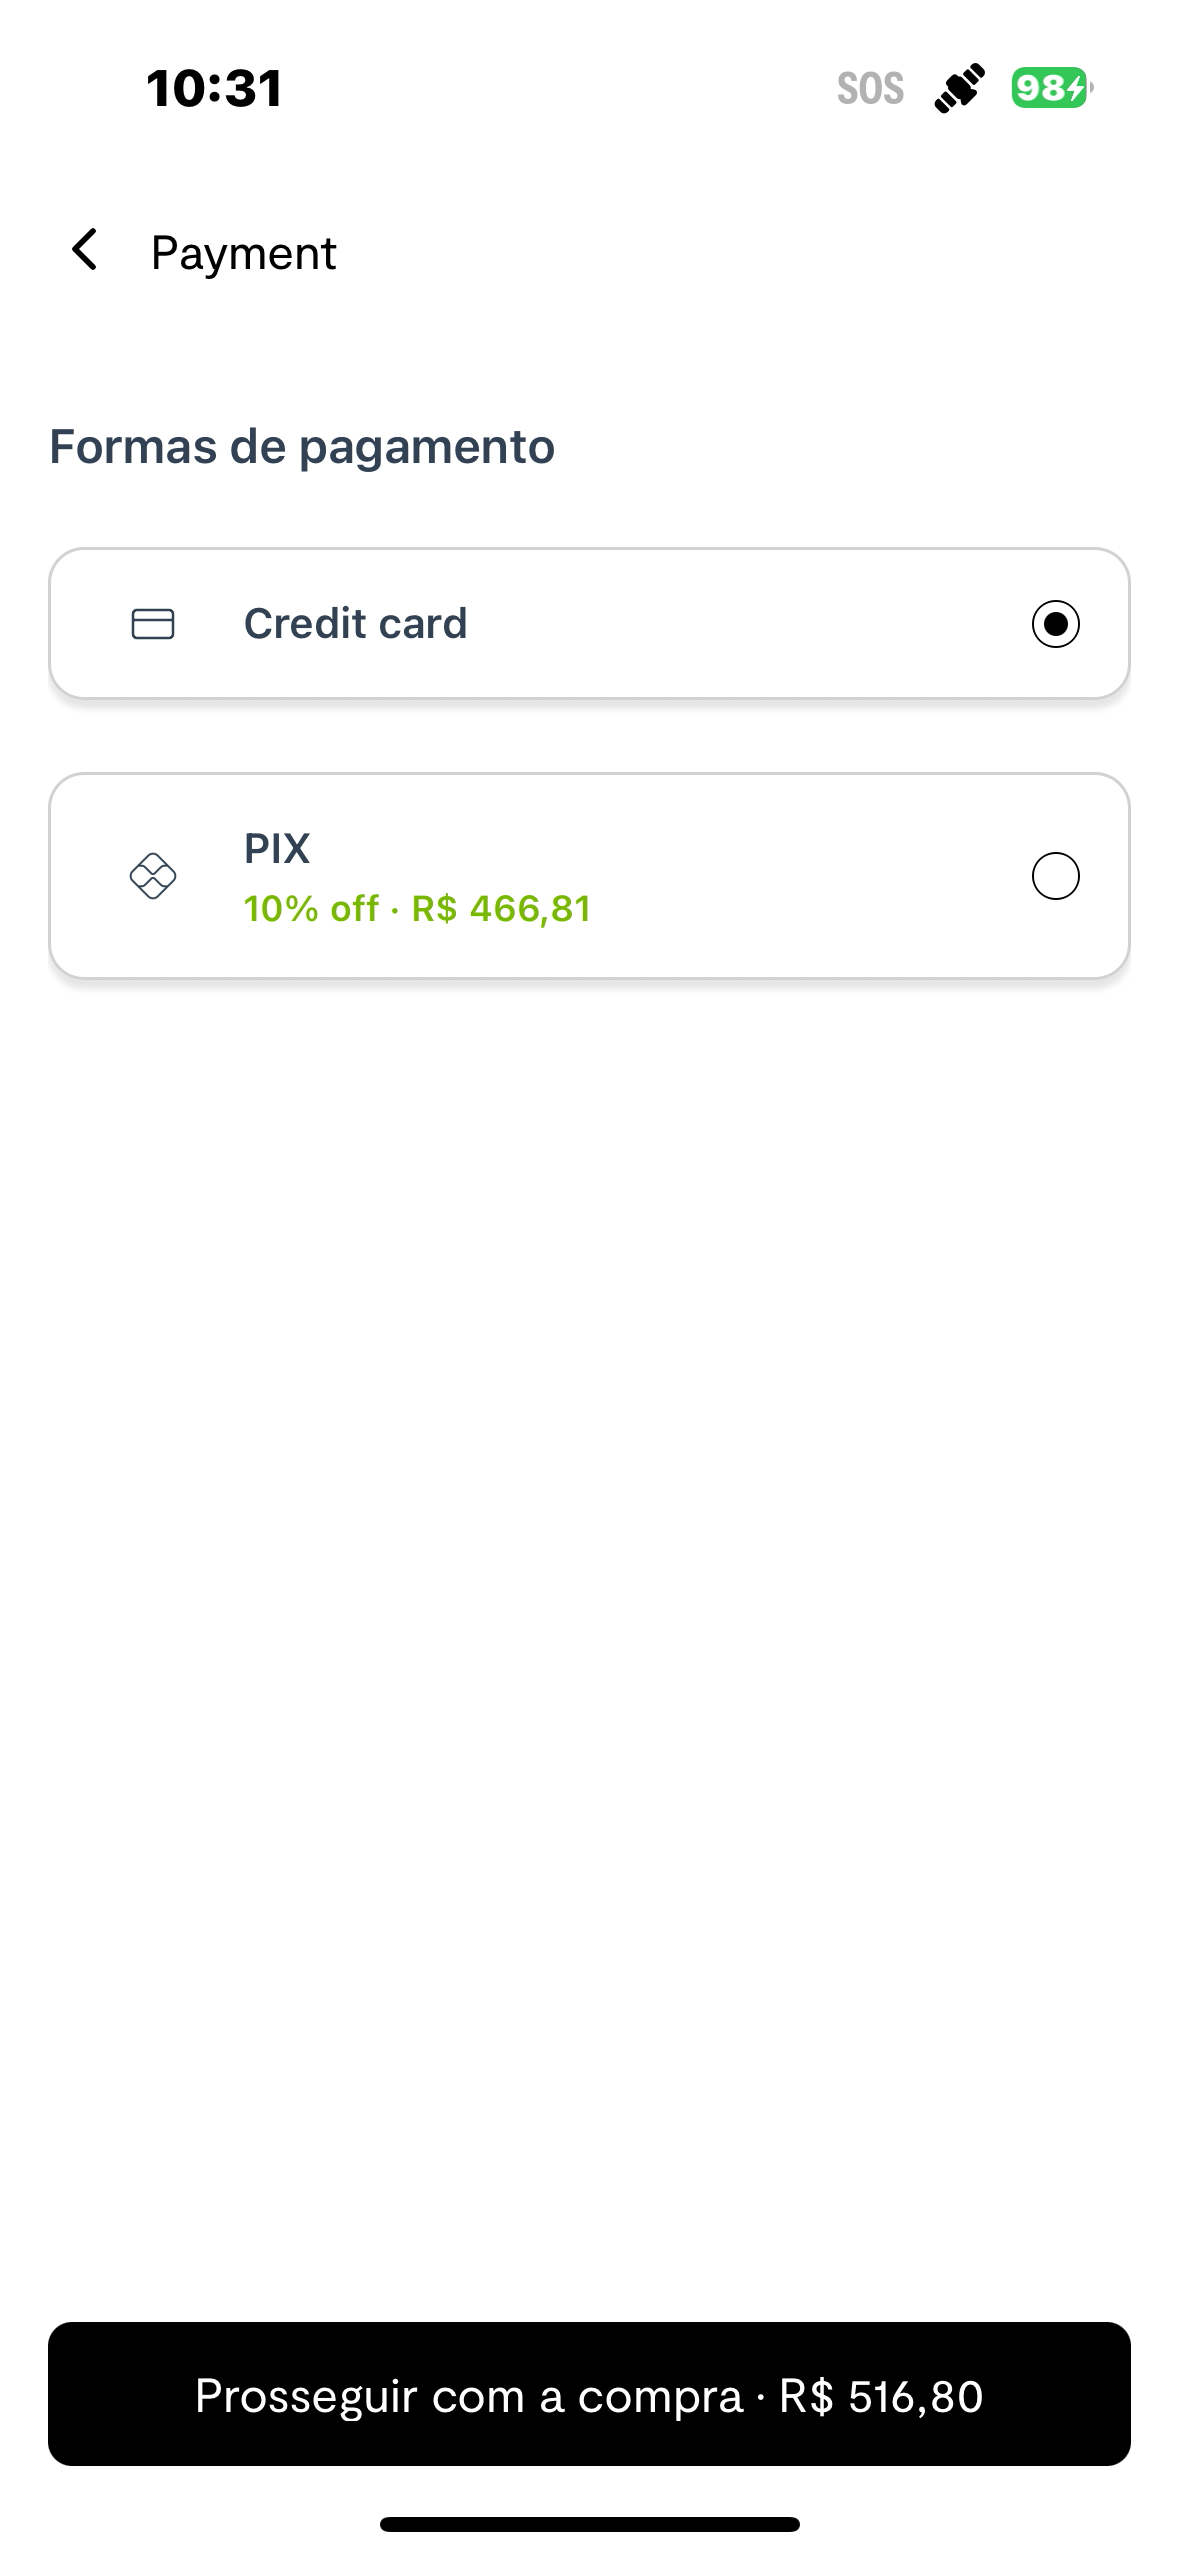 10:31 SOS 98
Payment
Formas de pagamento
Credit card
PIX
10% off · R$ 466,81
Prosseguir com a compra · R$ 516,80